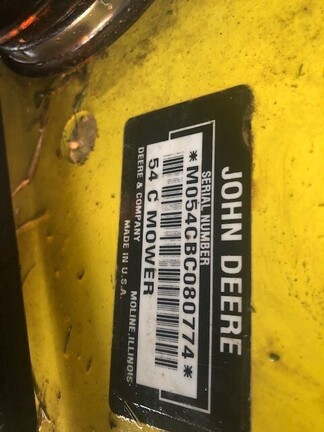 JOHN DEERE
SERIAL NUMBER
*M054CBC080774*
54 C MOWER
DEERE & COMPANY MOLINE, ILLINOIS
MADE IN U.S.A.